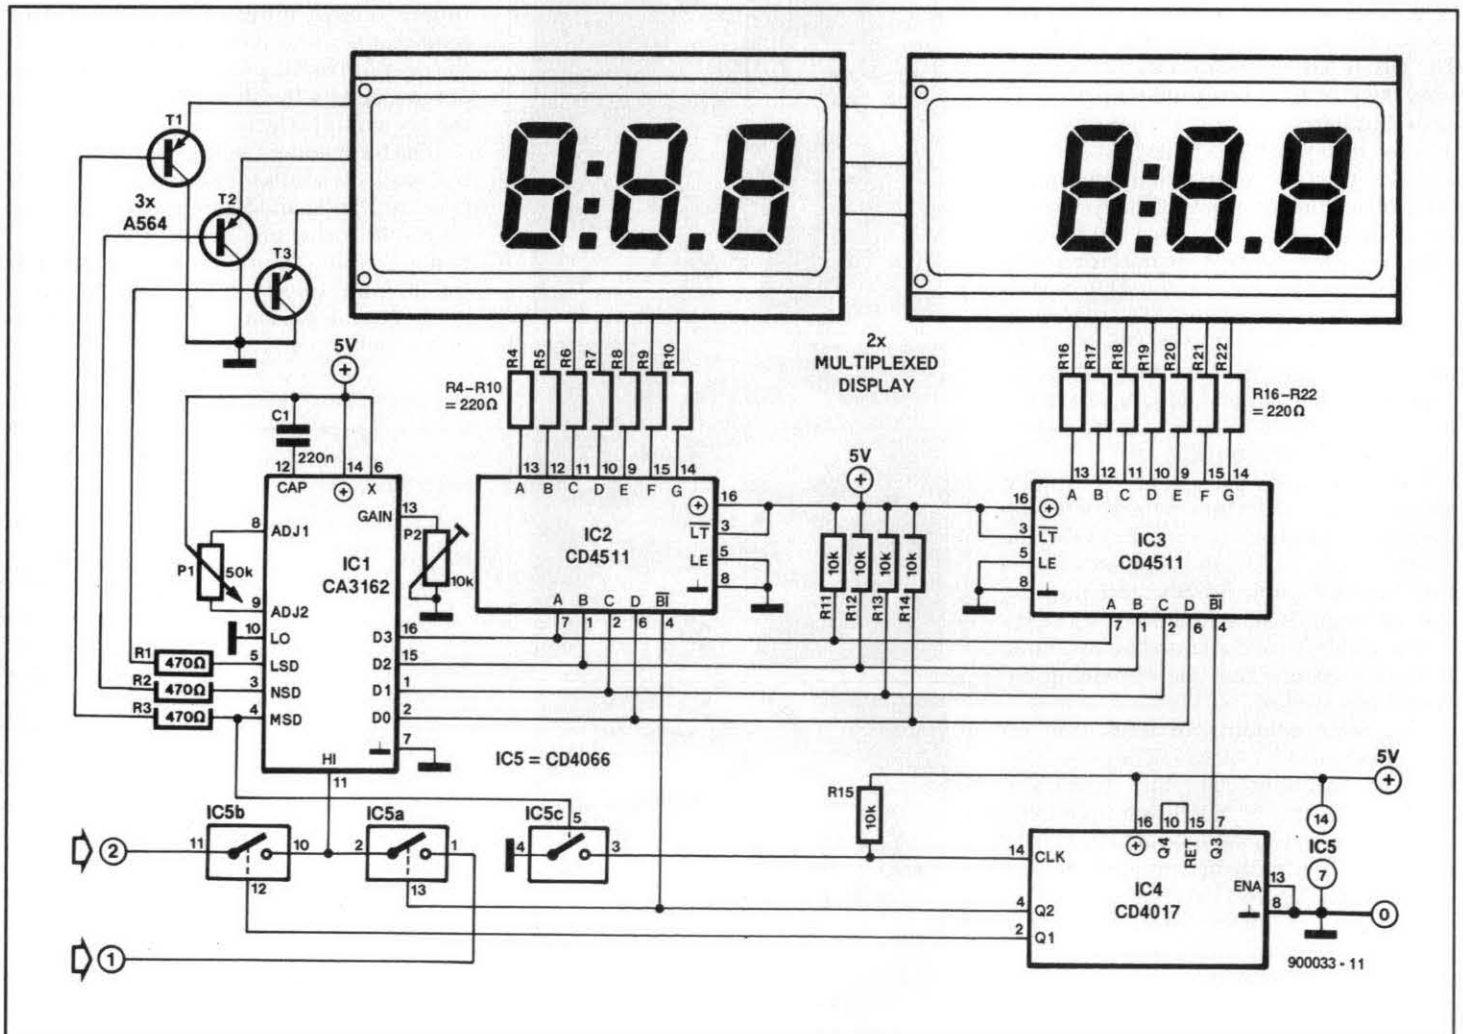 T1
3x
A564
T2
T3
5V
C1
220n
R4 R5 R6 R7 R8 R9 R10
R4-R10
= 220Ω
2x
MULTIPLEXED
DISPLAY
R16 R17 R18 R19 R20 R21 R22
R16-R22
= 220Ω
12 14 6
CAP ⊕ X
8 ADJ1
GAIN 13
P2
10k
IC1
CA3162
P1
50k
9 ADJ2
10 LO
R1 470Ω 5 LSD
R2 470Ω 3 NSD
R3 470Ω 4 MSD
D3 16
D2 15
D1 1
D0 2
⊥ 7
HI
11
13 12 11 10 9 15 14
A B C D E F G
IC2
CD4511
⊕ 16
LT 3
LE 5
⊥ 8
A B C D BI
7 1 2 6 4
5V
10k 10k 10k 10k
R11 R12 R13 R14
13 12 11 10 9 15 14
A B C D E F G
16 ⊕
3 LT
5 LE
8 ⊥
IC3
CD4511
A B C D BI
7 1 2 6 4
IC5 = CD4066
IC5b
11 10
12
IC5a
2 1
13
IC5c
5
4 3
2
1
R15
10k
5V
16 10 15 7
⊕ Q4 RET Q3
14 CLK
IC4
CD4017
4 Q2
2 Q1
ENA 13
⊥ 8
14
IC5
7
0
900033 - 11